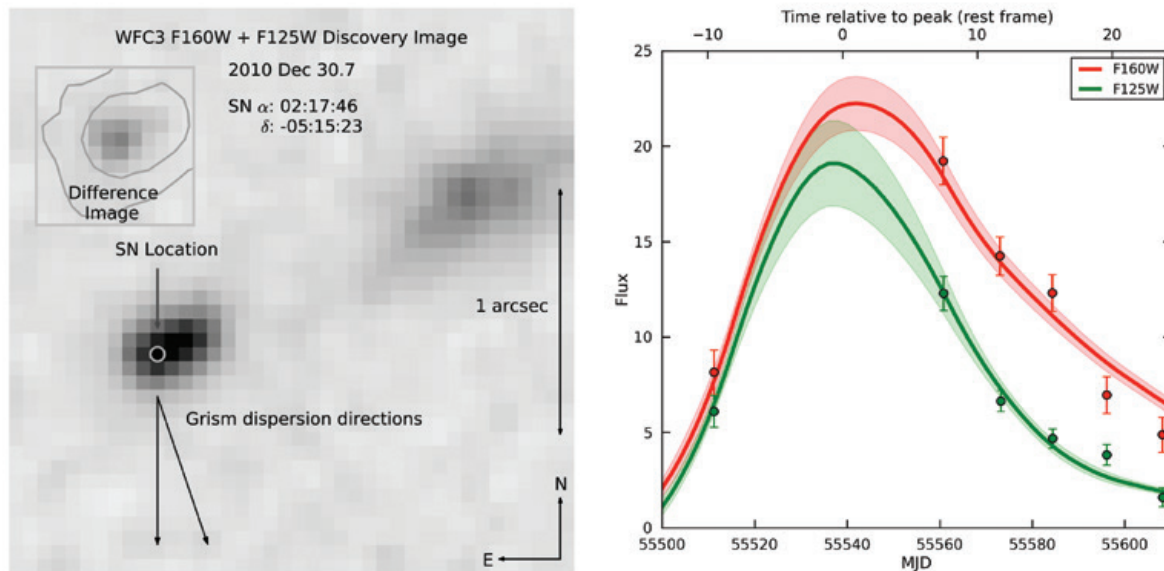 WFC3 F160W + F125W Discovery Image
2010 Dec 30.7
SN α: 02:17:46
δ: -05:15:23
Difference
Image
SN Location
1 arcsec
Grism dispersion directions
N
E
Time relative to peak (rest frame)
−10 0 10 20
F160W
F125W
Flux
25
20
15
10
5
0
55500 55520 55540 55560 55580 55600
MJD